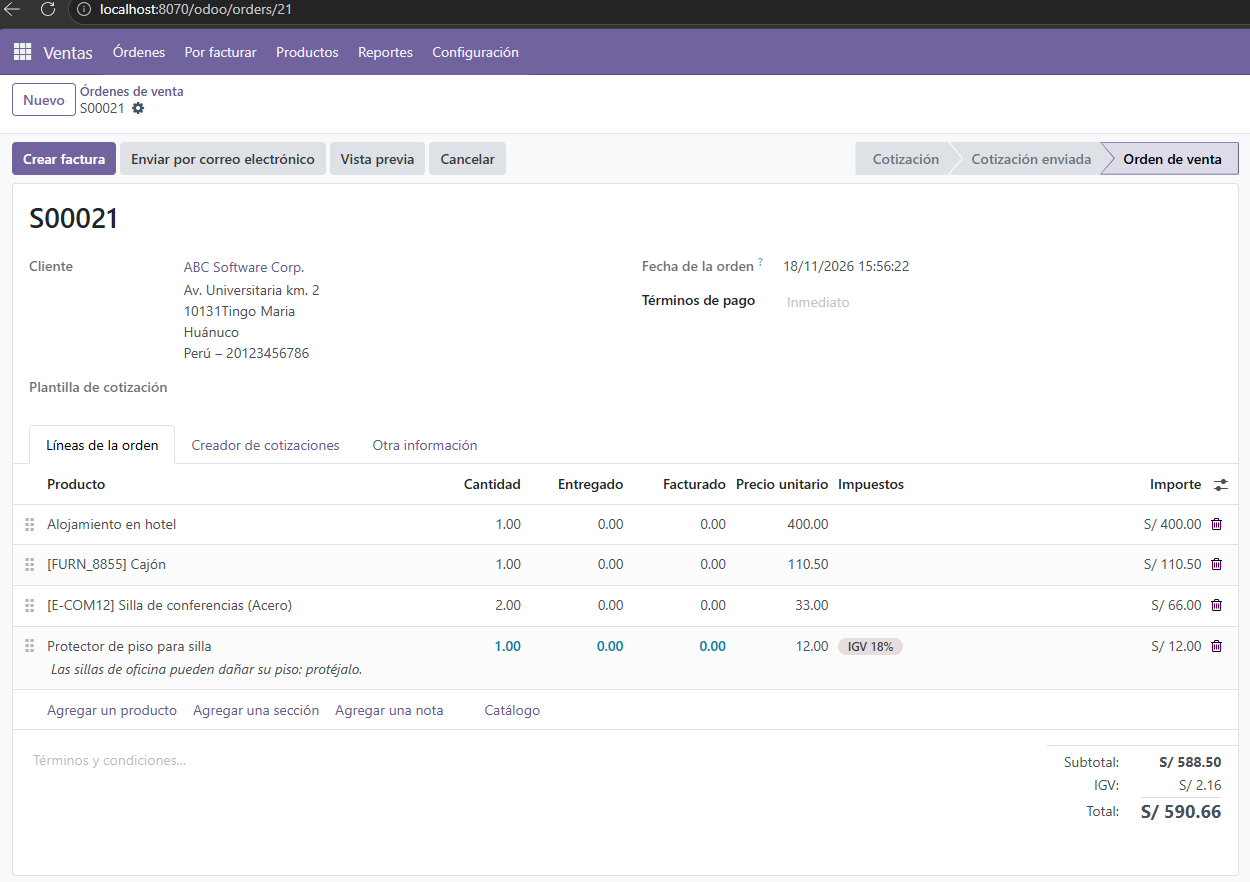 localhost:8070/odoo/orders/21
Ventas Órdenes Por facturar Productos Reportes Configuración
Nuevo
Órdenes de venta
S00021
Crear factura Enviar por correo electrónico Vista previa Cancelar Cotización Cotización enviada Orden de venta
S00021
Cliente ABC Software Corp.
Av. Universitaria km. 2
10131Tingo Maria
Huánuco
Perú – 20123456786
Fecha de la orden ? 18/11/2026 15:56:22
Términos de pago Inmediato
Plantilla de cotización
Líneas de la orden Creador de cotizaciones Otra información
Producto Cantidad Entregado Facturado Precio unitario Impuestos Importe
Alojamiento en hotel 1.00 0.00 0.00 400.00 S/ 400.00
[FURN_8855] Cajón 1.00 0.00 0.00 110.50 S/ 110.50
[E-COM12] Silla de conferencias (Acero) 2.00 0.00 0.00 33.00 S/ 66.00
Protector de piso para silla 1.00 0.00 0.00 12.00 IGV 18% S/ 12.00
Las sillas de oficina pueden dañar su piso: protéjalo.
Agregar un producto Agregar una sección Agregar una nota Catálogo
Términos y condiciones...
Subtotal: S/ 588.50
IGV: S/ 2.16
Total: S/ 590.66